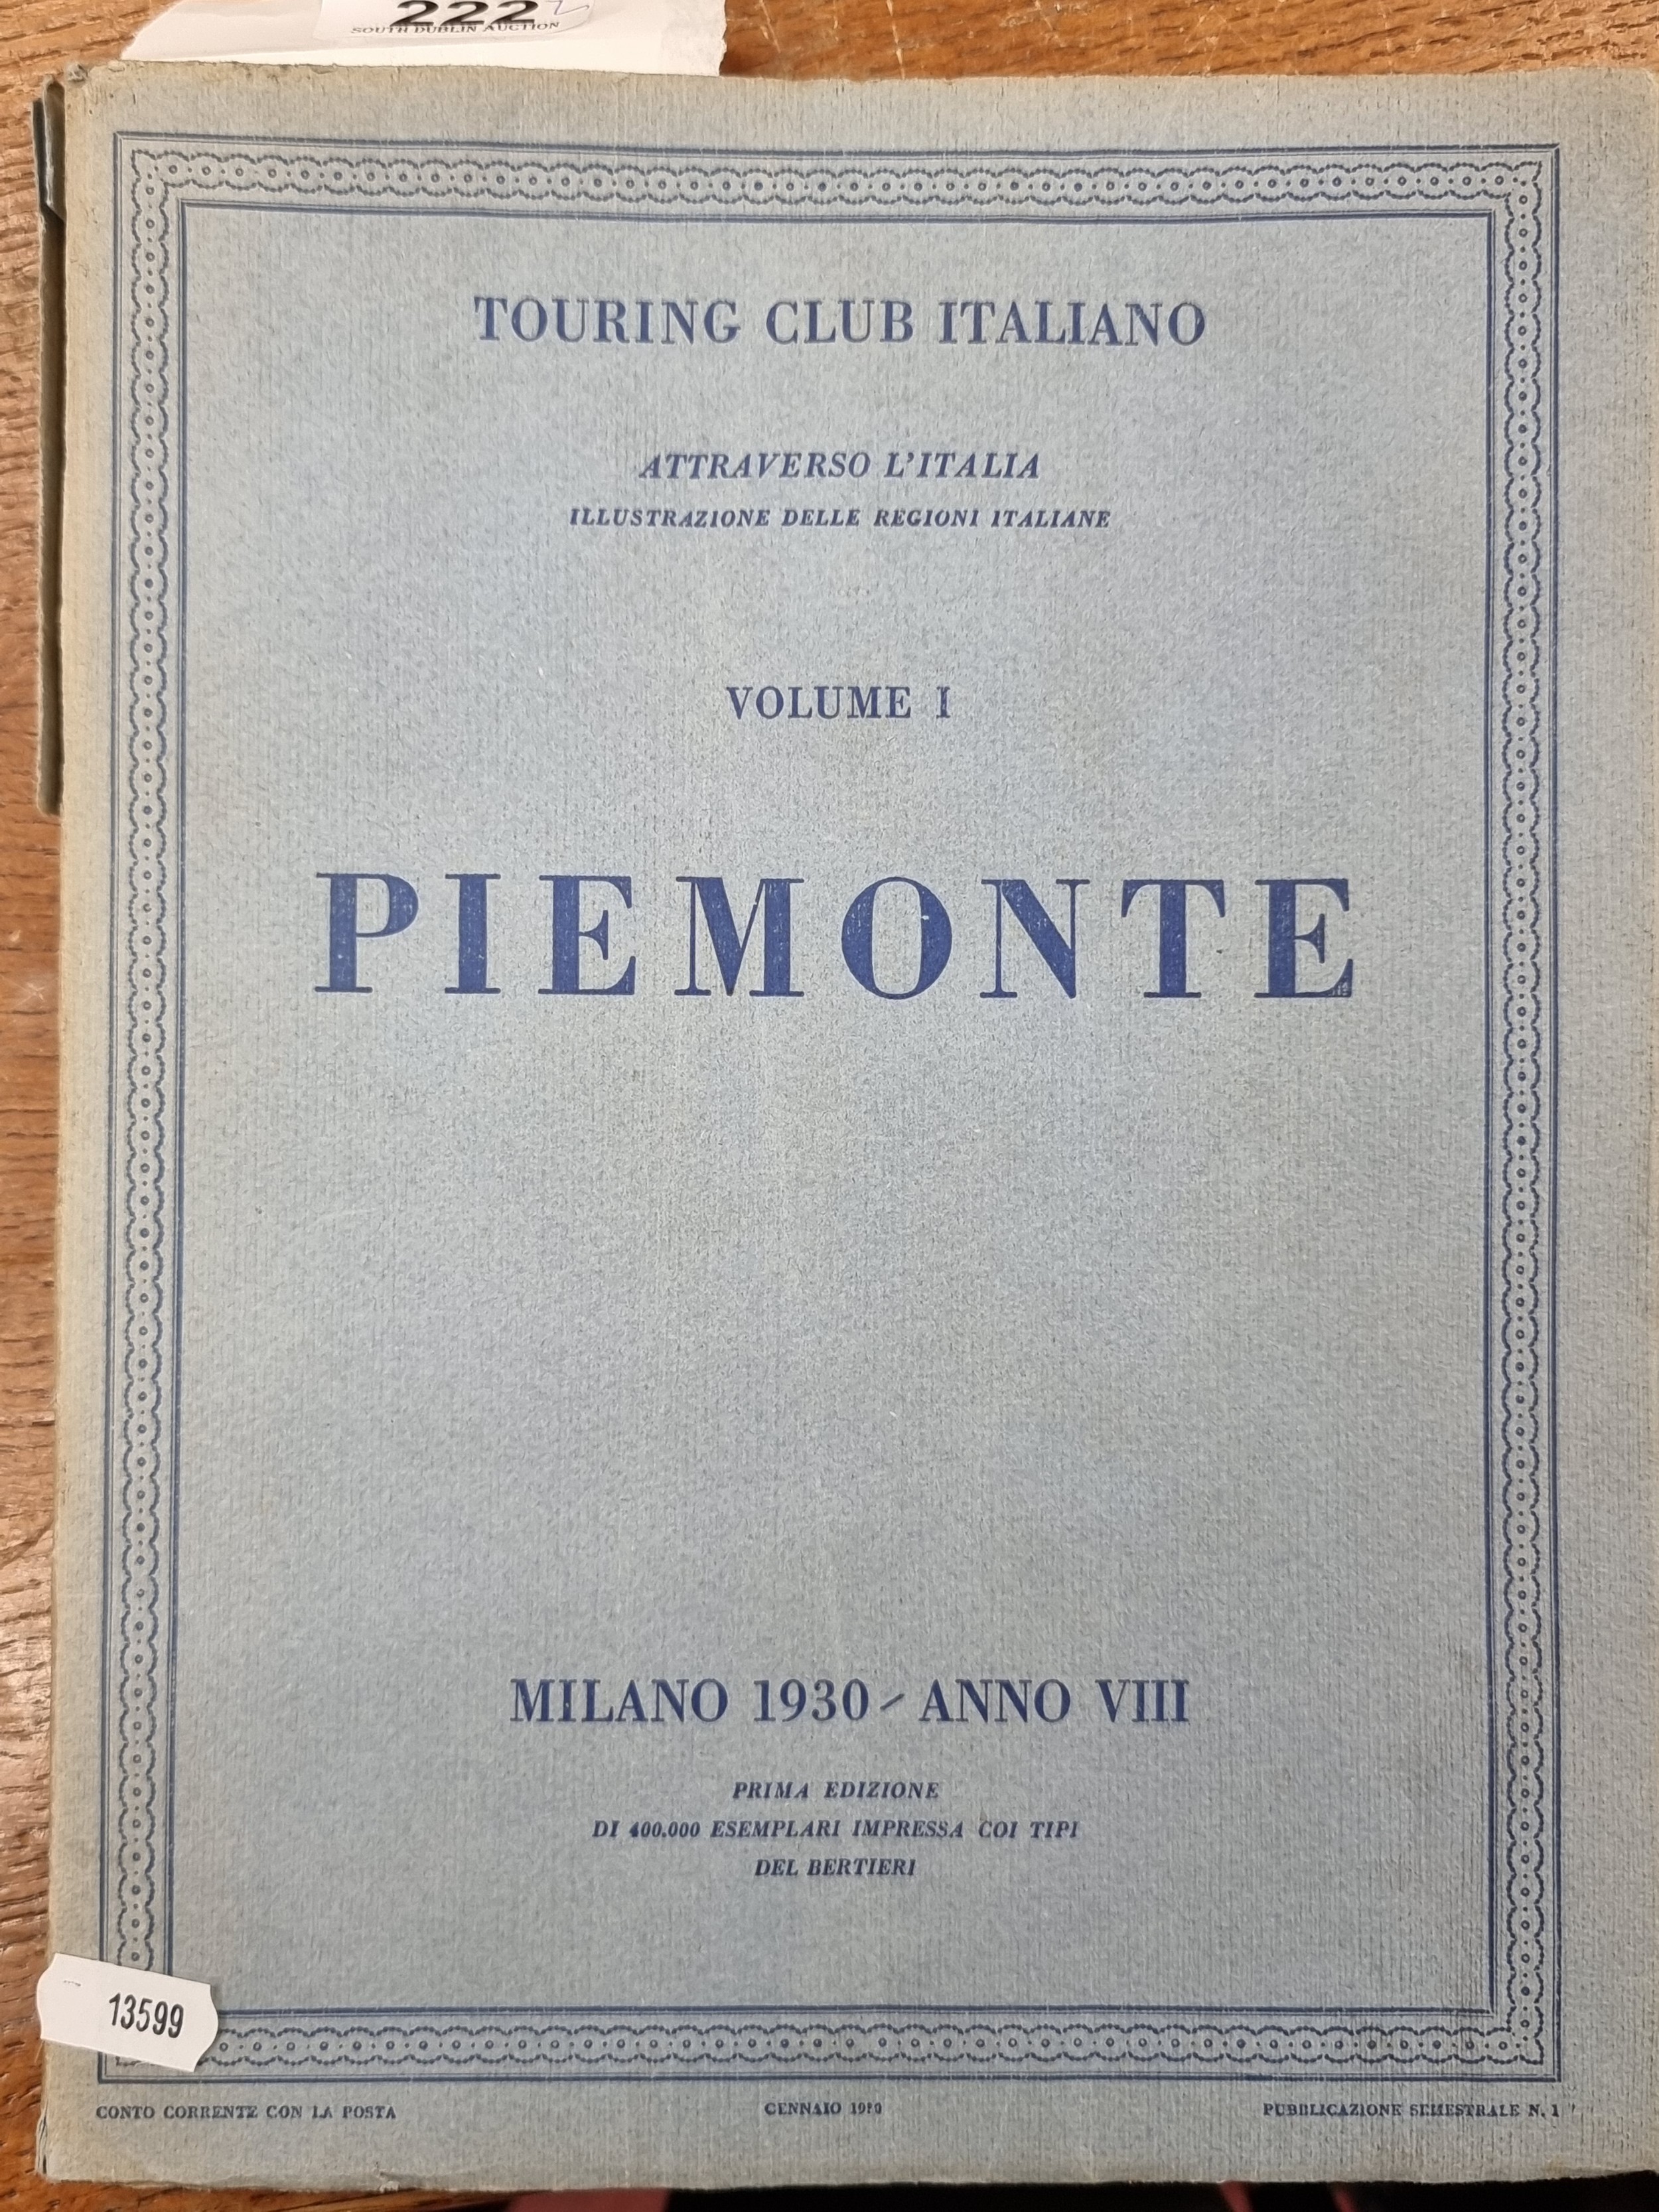 222
SOUTH DUBLIN AUCTION
TOURING CLUB ITALIANO
ATTRAVERSO L'ITALIA
ILLUSTRAZIONE DELLE REGIONI ITALIANE
VOLUME I
PIEMONTE
MILANO 1930 - ANNO VIII
PRIMA EDIZIONE
DI 400.000 ESEMPLARI IMPRESSA COI TIPI
DEL BERTIERI
13599
CONTO CORRENTE CON LA POSTA
GENNAIO 1930
PUBBLICAZIONE SEMESTRALE N. 1